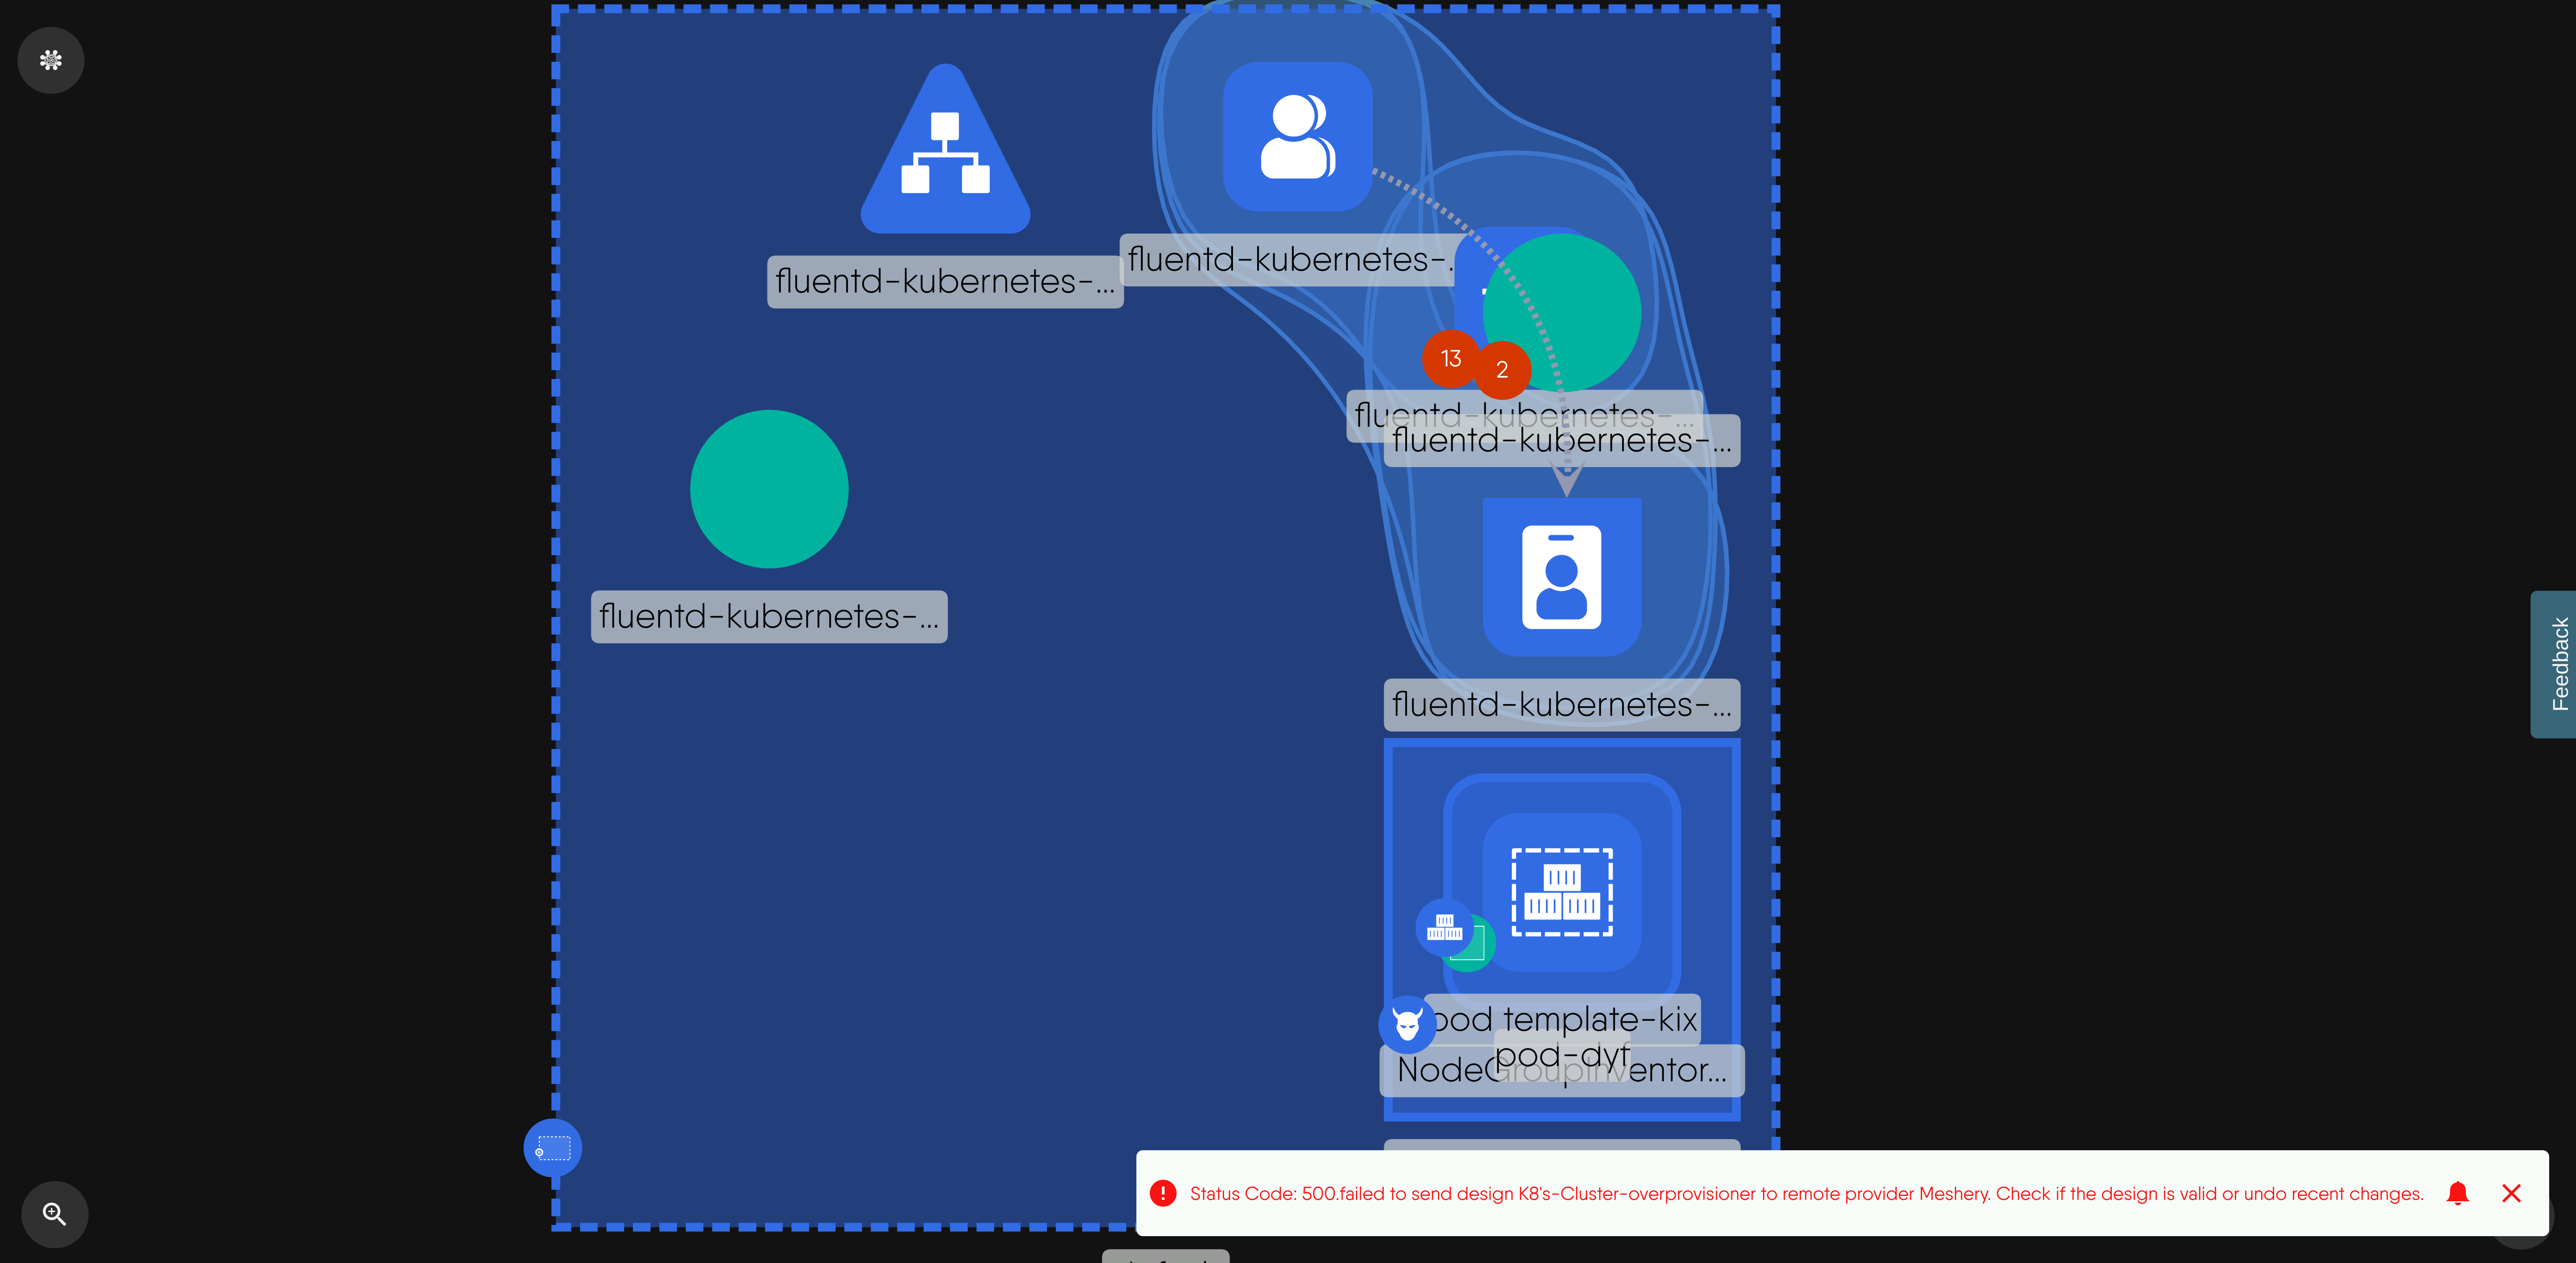 fluentd-kubernetes-.
fluentd-kubernetes-...
13
2
fluentd-kubernetes-...
fluentd-kubernetes-...
fluentd-kubernetes-...
Feedback
fluentd-kubernetes-...
pod template-kix
pod-dyf
NodeGroupInventor...
Status Code: 500.failed to send design K8's-Cluster-overprovisioner to remote provider Meshery. Check if the design is valid or undo recent changes.